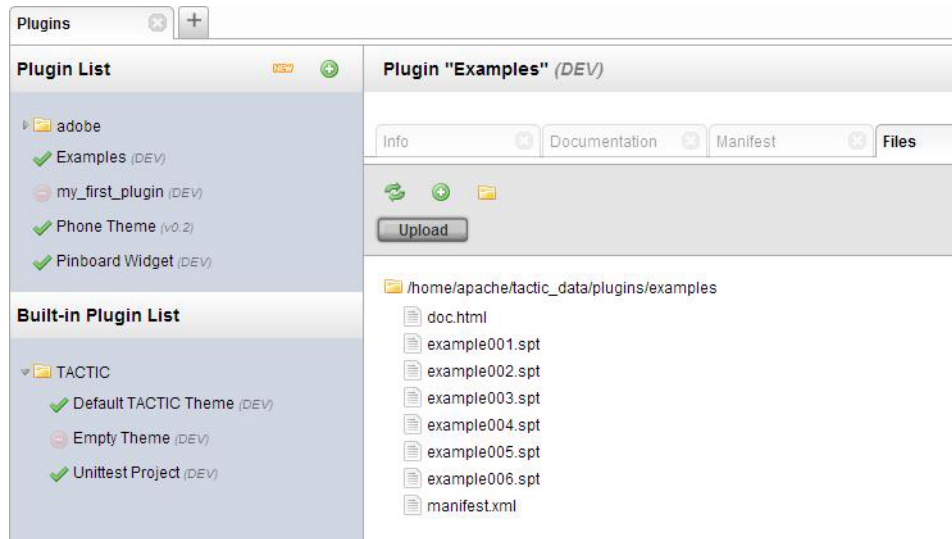 Plugins
+
Plugin List NEW
adobe
Examples (DEV)
my_first_plugin (DEV)
Phone Theme (v0.2)
Pinboard Widget (DEV)
Built-in Plugin List
TACTIC
Default TACTIC Theme (DEV)
Empty Theme (DEV)
Unittest Project (DEV)
Plugin "Examples" (DEV)
Info Documentation Manifest Files
Upload
/home/apache/tactic_data/plugins/examples
doc.html
example001.spt
example002.spt
example003.spt
example004.spt
example005.spt
example006.spt
manifest.xml